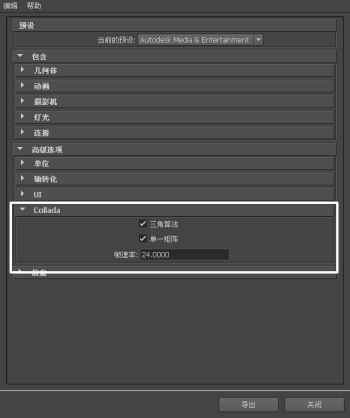 编辑 帮助
预设
当前的预设: Autodesk Media & Entertainment
包含
几何体
动画
摄影机
灯光
连接
高级选项
单位
轴转化
UI
Collada
三角算法
单一矩阵
帧速率: 24.0000
信息
导出 关闭